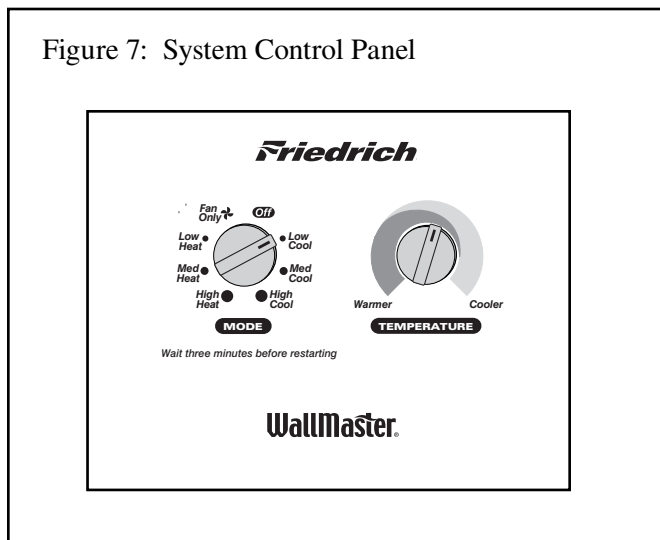 Figure 7: System Control Panel
Friedrich
Fan
Only
Off
Low
Heat
Low
Cool
Med
Heat
Med
Cool
High
Heat
High
Cool
MODE
Warmer
Cooler
TEMPERATURE
Wait three minutes before restarting
WallMaster®